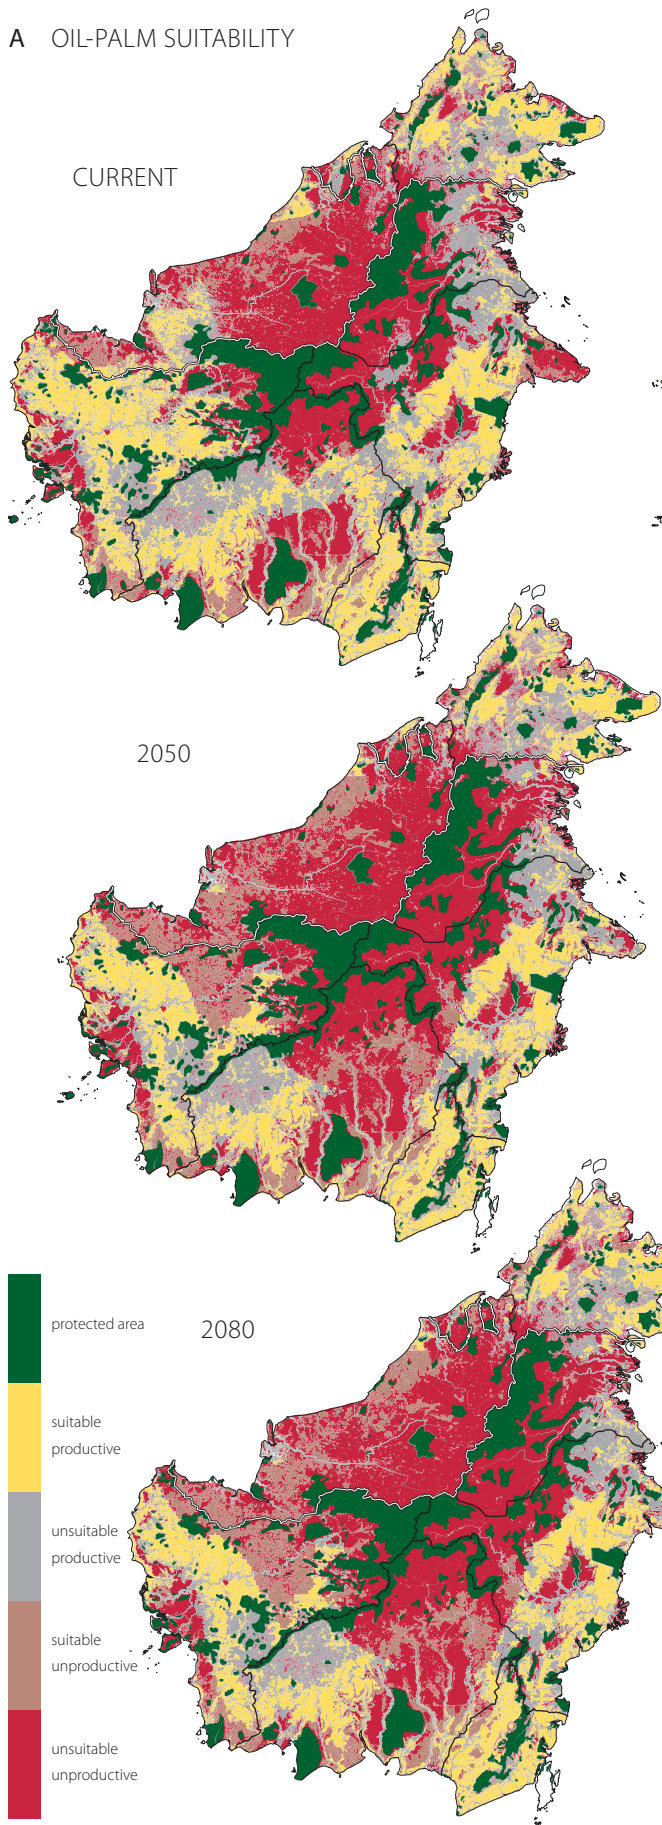 A OIL-PALM SUITABILITY
CURRENT
2050
2080
protected area
suitable
productive
unsuitable
productive
suitable
unproductive
unsuitable
unproductive